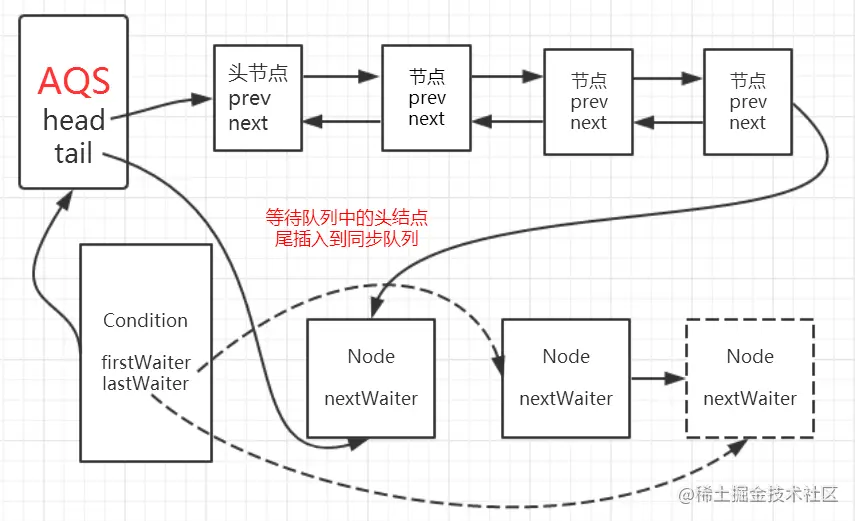 AQS
head
tail
头节点
prev
next
节点
prev
next
节点
prev
next
节点
prev
next
等待队列中的头结点
尾插入到同步队列
Condition
firstWaiter
lastWaiter
Node
nextWaiter
Node
nextWaiter
Node
nextWaiter
@稀土掘金技术社区